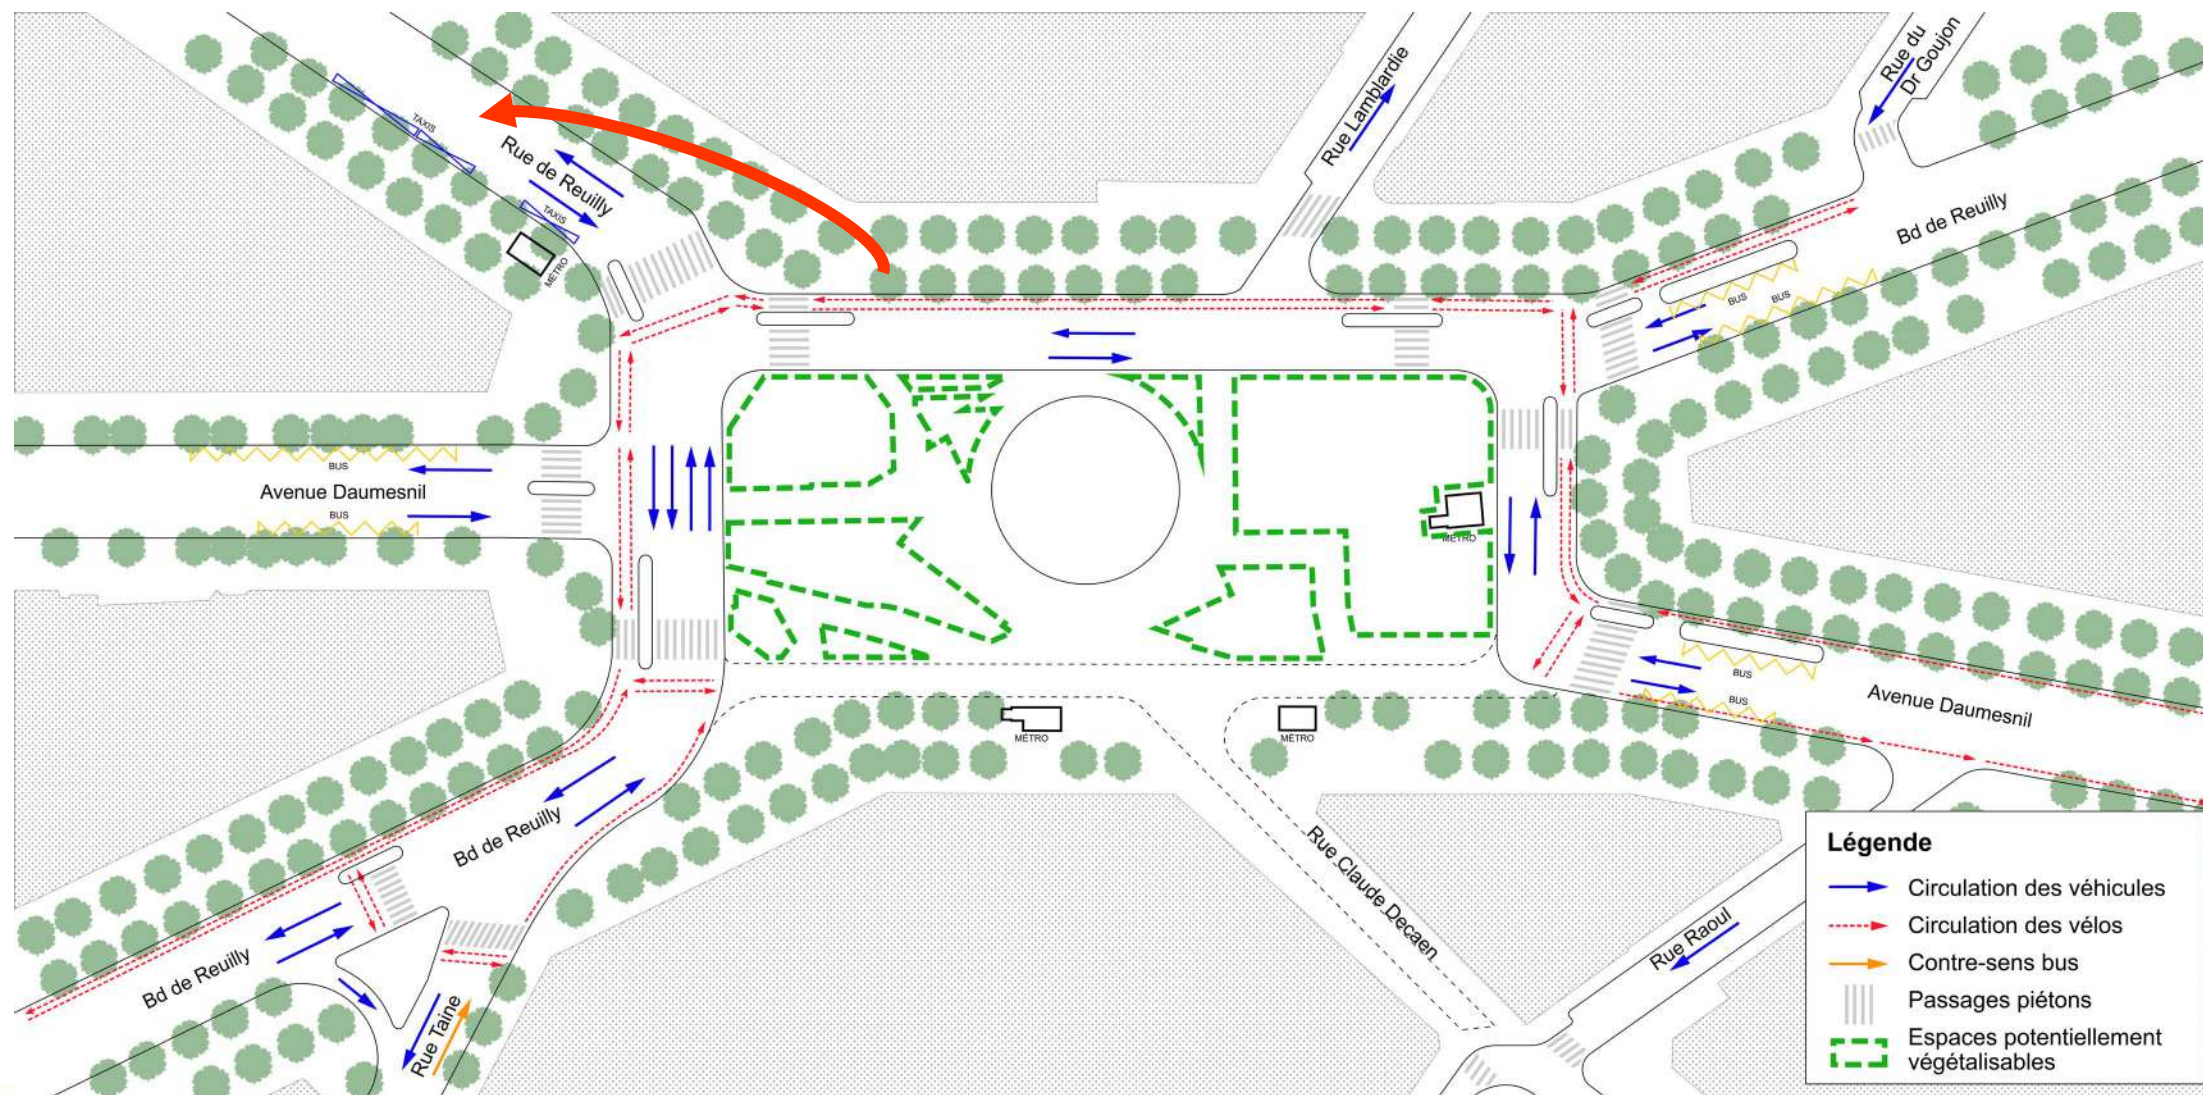 Rue du
Dr Goujon
Rue Lamblardie
TAXIS
Rue de Reuilly
TAXIS
MÉTRO
Bd de Reuilly
BUS
BUS
BUS
Avenue Daumesnil
BUS
MÉTRO
BUS
BUS
Avenue Daumesnil
MÉTRO
MÉTRO
Bd de Reuilly
Rue Claude Decaen
Rue Raoul
Bd de Reuilly
Rue Taine
Légende
Circulation des véhicules
Circulation des vélos
Contre-sens bus
Passages piétons
Espaces potentiellement
végétalisables